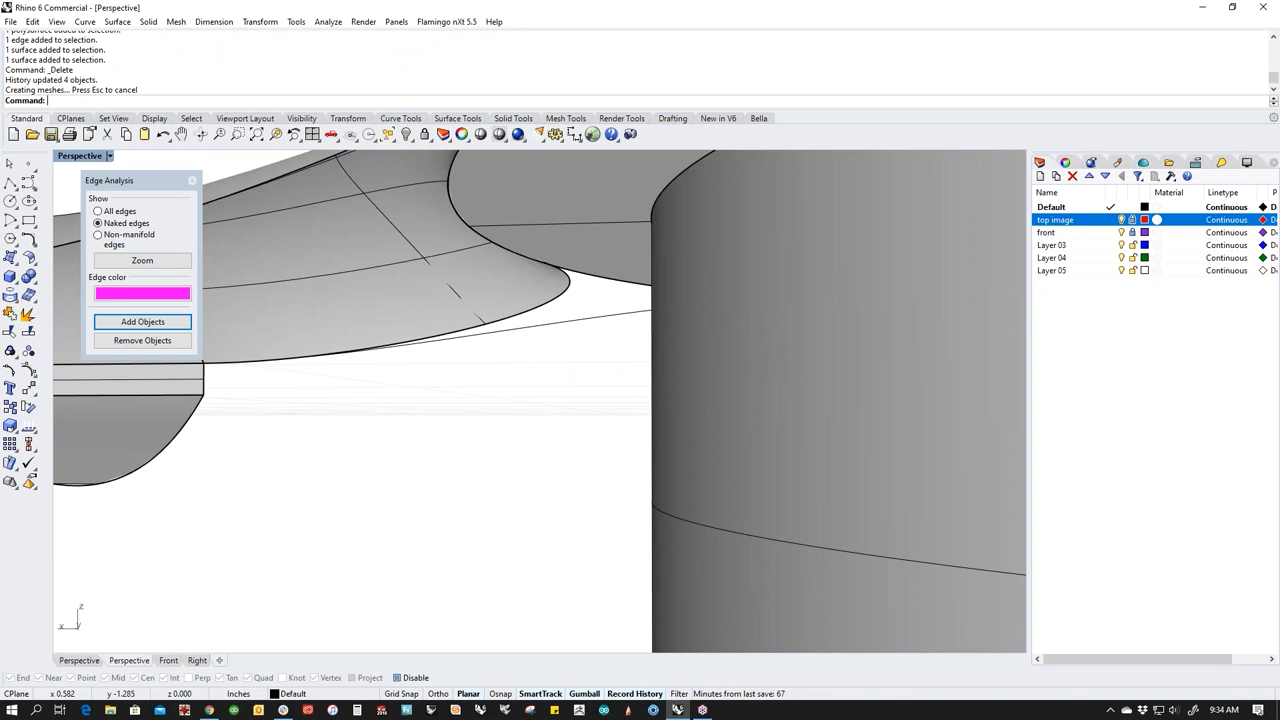 Rhino 6 Commercial - [Perspective]
File Edit View Curve Surface Solid Mesh Dimension Transform Tools Analyze Render Panels Flamingo nXt 5.5 Help
1 polysurface added to selection.
1 edge added to selection.
1 surface added to selection.
1 surface added to selection.
Command: _Delete
History updated 4 objects.
Creating meshes... Press Esc to cancel
Command:
Standard CPlanes Set View Display Select Viewport Layout Visibility Transform Curve Tools Surface Tools Solid Tools Mesh Tools Render Tools Drafting New in V6 Bella
Perspective
Edge Analysis
Show
All edges
Naked edges
Non-manifold
edges
Zoom
Edge color
Add Objects
Remove Objects
Name Material Linetype P
Default Continuous
top image Continuous
front Continuous
Layer 03 Continuous
Layer 04 Continuous
Layer 05 Continuous
z
x y
Perspective Perspective Front Right
End Near Point Mid Cen Int Perp Tan Quad Knot Vertex Project Disable
CPlane x 0.582 y -1.285 z 0.000 Inches Default Grid Snap Ortho Planar Osnap SmartTrack Gumball Record History Filter Minutes from last save: 67
9:34 AM